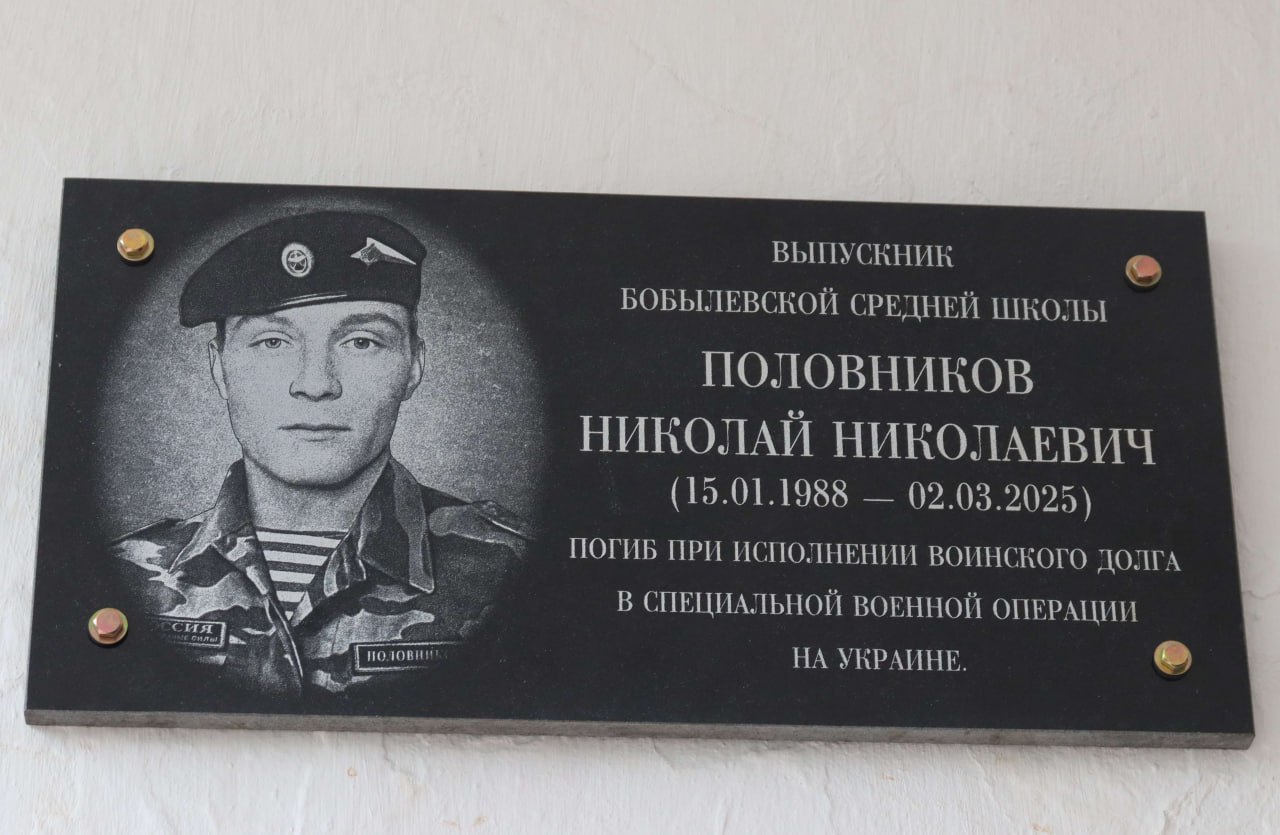 ВЫПУСКНИК
БОБЫЛЕВСКОЙ СРЕДНЕЙ ШКОЛЫ
ПОЛОВНИКОВ
НИКОЛАЙ НИКОЛАЕВИЧ
(15.01.1988 — 02.03.2025)
ПОГИБ ПРИ ИСПОЛНЕНИИ ВОИНСКОГО ДОЛГА
В СПЕЦИАЛЬНОЙ ВОЕННОЙ ОПЕРАЦИИ
НА УКРАИНЕ.